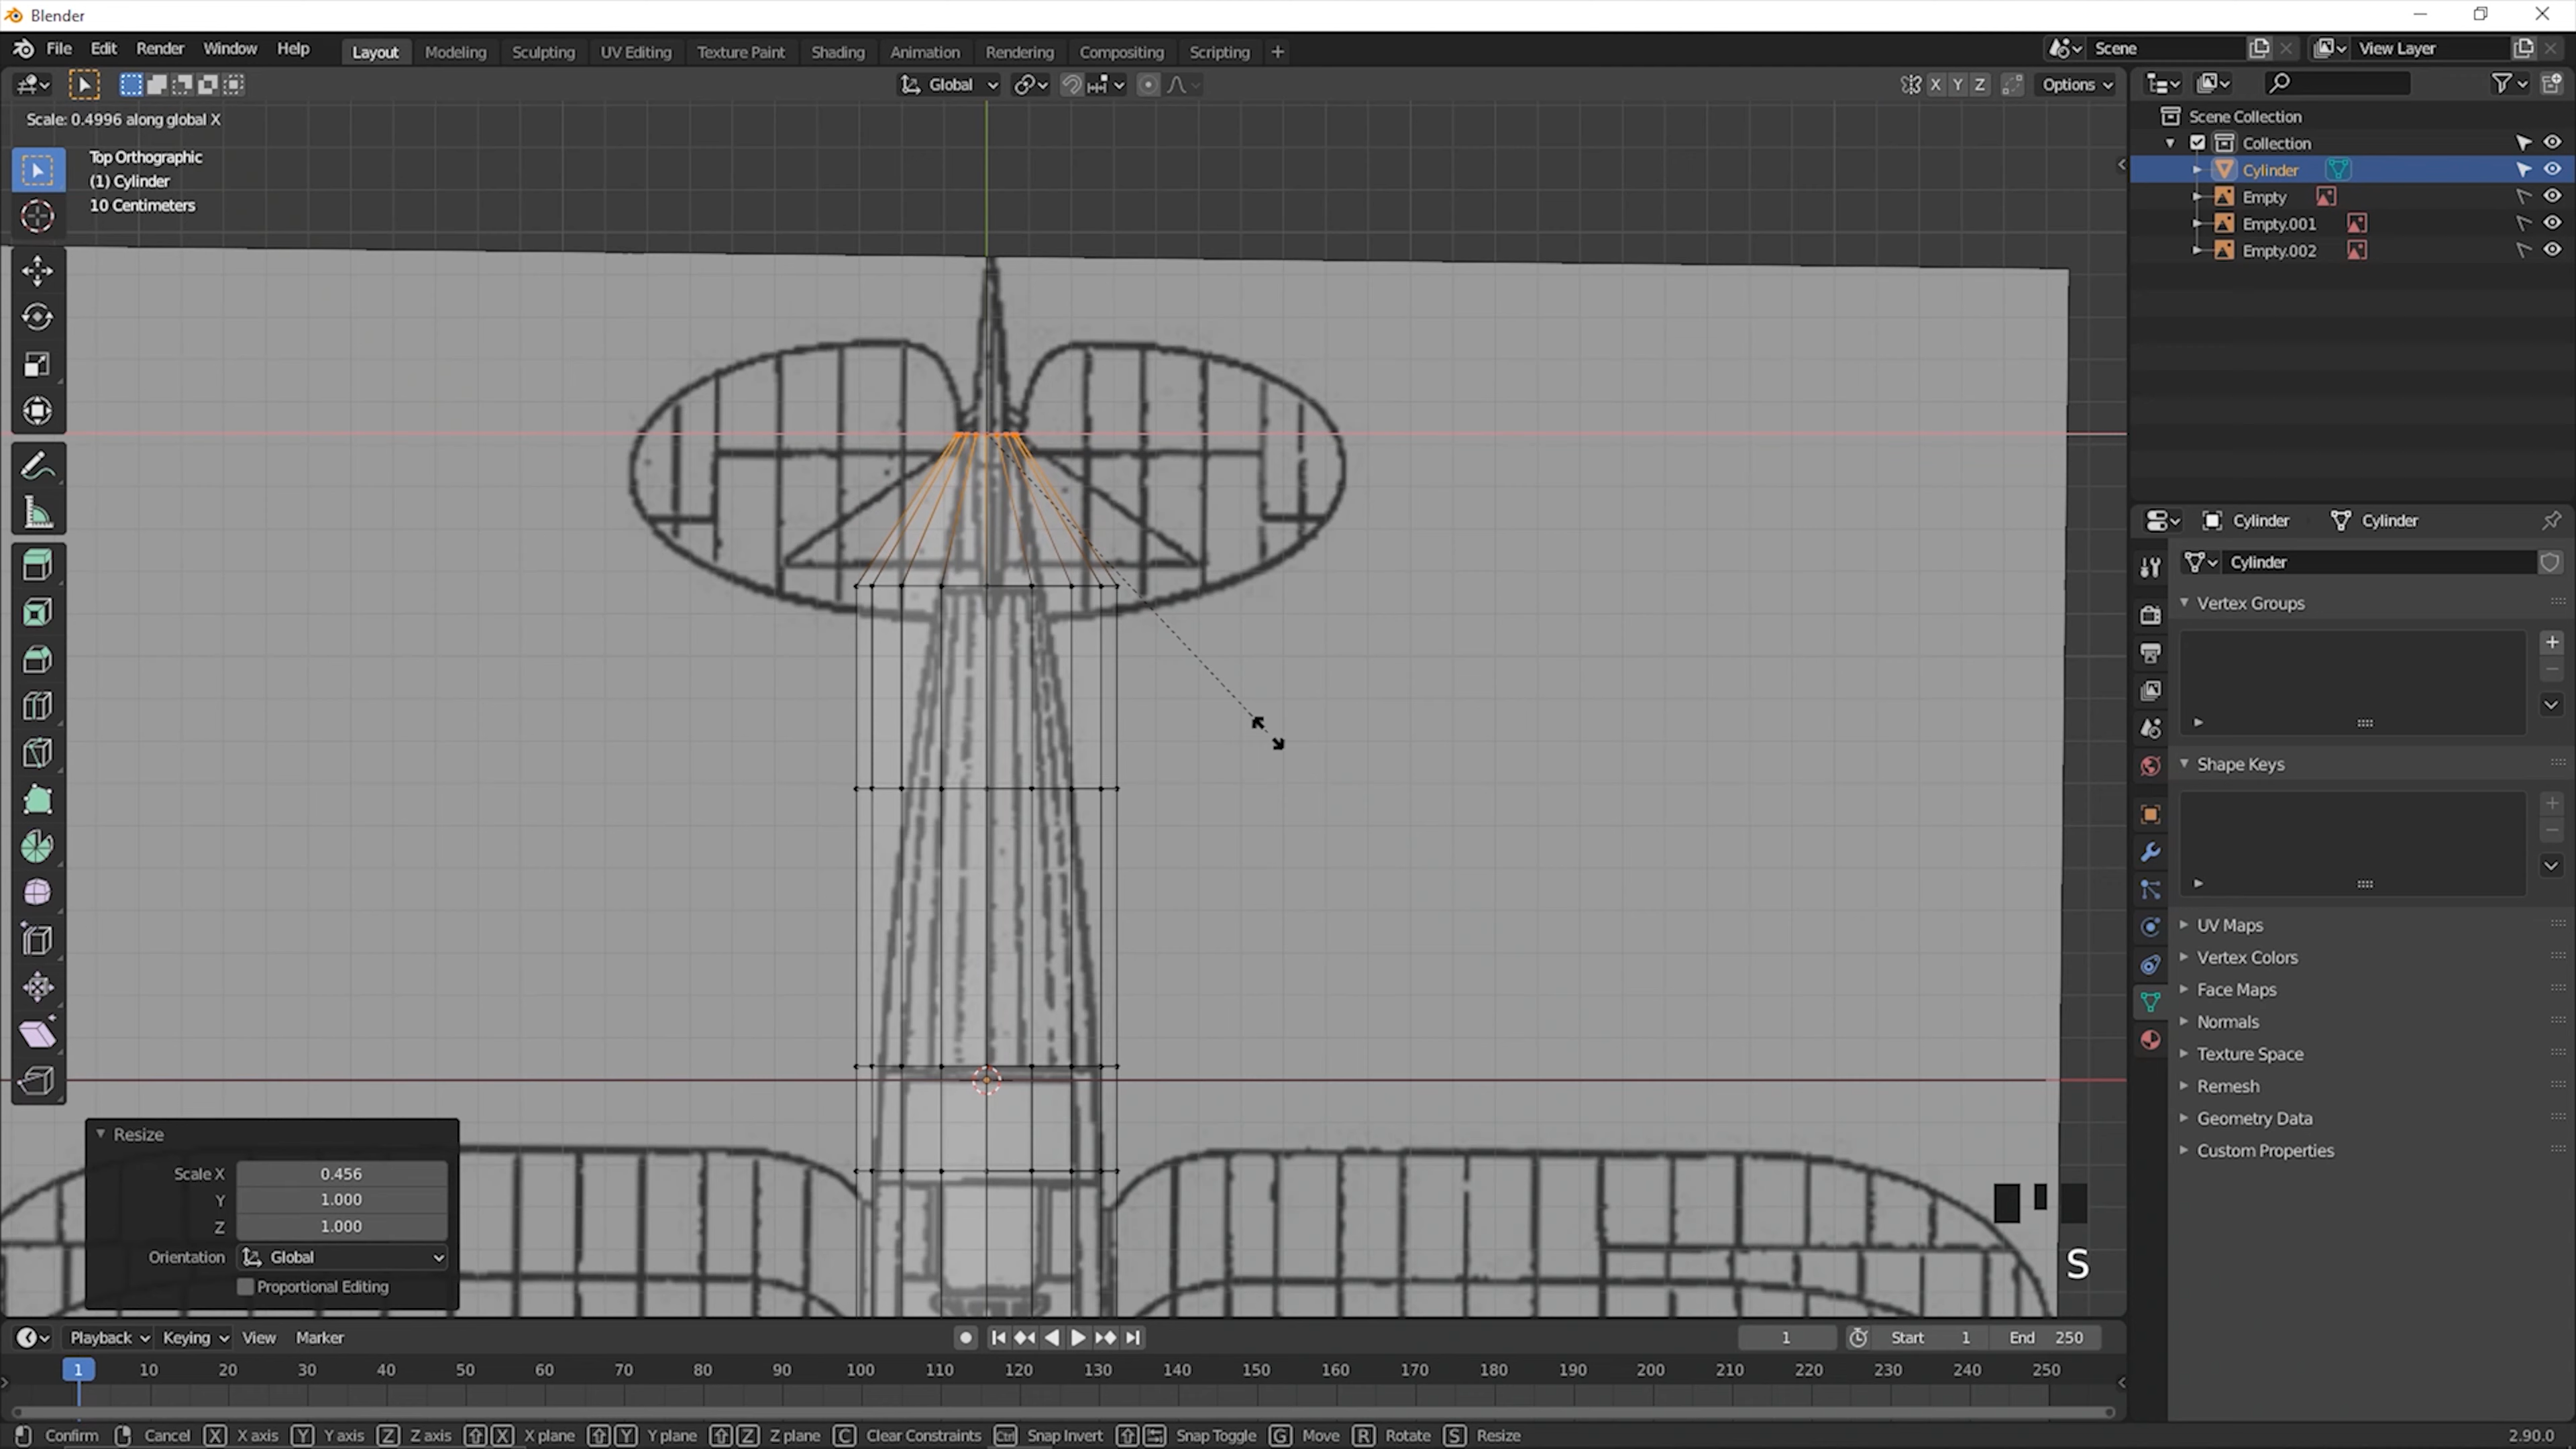 Blender
File Edit Render Window Help Layout Modeling Sculpting UV Editing Texture Paint Shading Animation Rendering Compositing Scripting + Scene View Layer
Global X Y Z Options
Scale: 0.4996 along global X
Top Orthographic
(1) Cylinder
10 Centimeters
Scene Collection
Collection
Cylinder
Empty
Empty.001
Empty.002
Cylinder Cylinder
Cylinder
Vertex Groups
Shape Keys
UV Maps
Vertex Colors
Face Maps
Normals
Texture Space
Remesh
Geometry Data
Custom Properties
Resize
Scale X 0.456
Y 1.000
Z 1.000
Orientation Global
Proportional Editing
S
Playback Keying View Marker 1 Start 1 End 250
1 10 20 30 40 50 60 70 80 90 100 110 120 130 140 150 160 170 180 190 200 210 220 230 240 250
Confirm Cancel X X axis Y Y axis Z Z axis X X plane Y Y plane Z Z plane C Clear Constraints Ctrl Snap Invert Snap Toggle G Move R Rotate S Resize 2.90.0